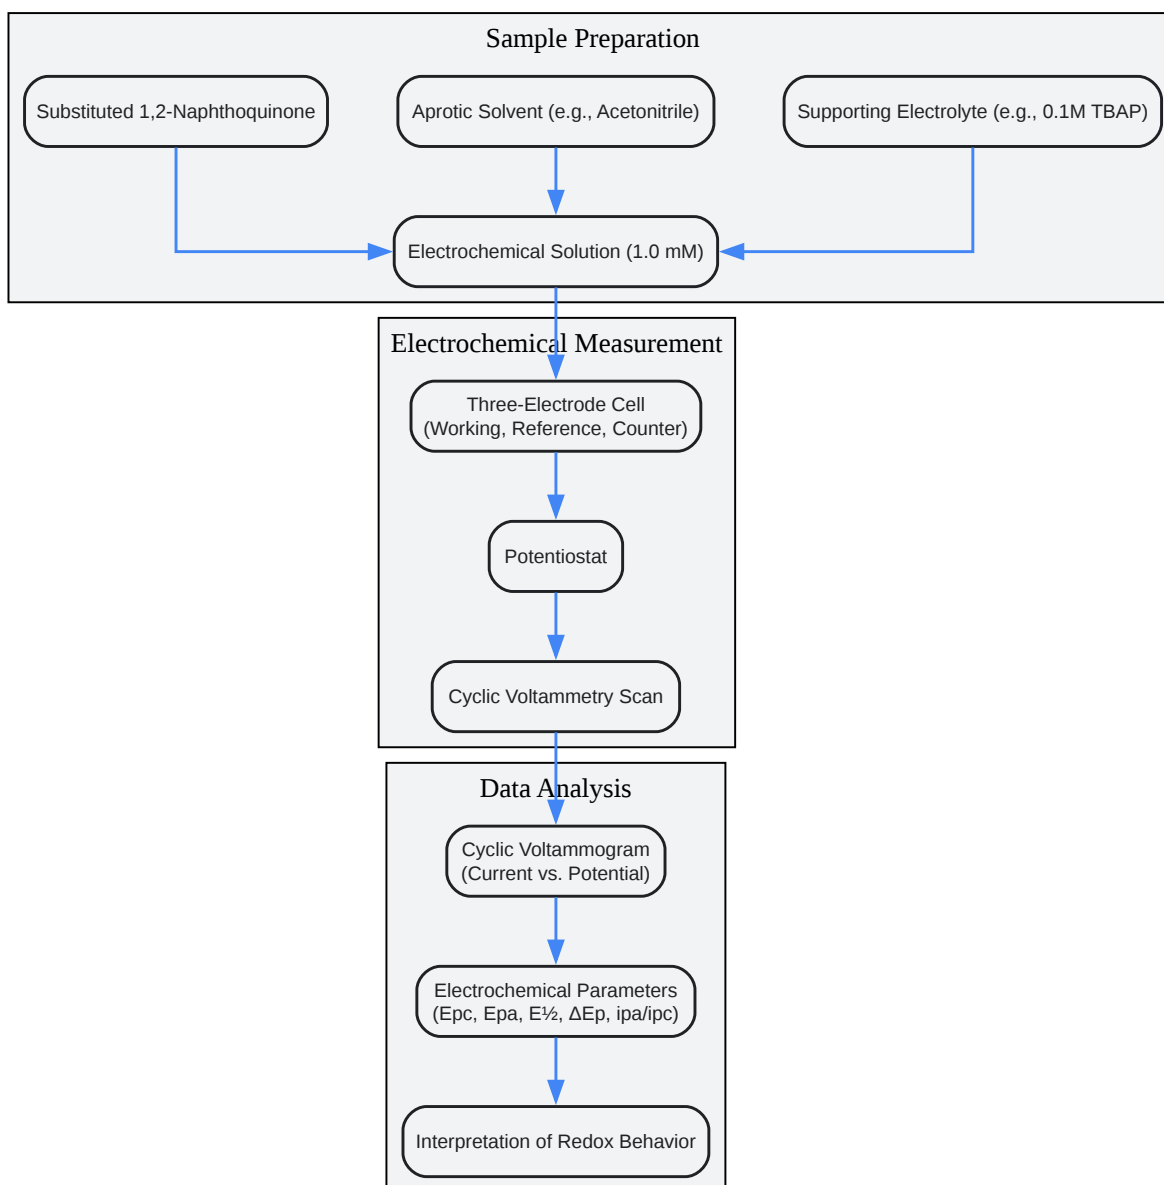 Sample Preparation
Substituted 1,2-Naphthoquinone
Aprotic Solvent (e.g., Acetonitrile)
Supporting Electrolyte (e.g., 0.1M TBAP)
Electrochemical Solution (1.0 mM)
Electrochemical Measurement
Three-Electrode Cell
(Working, Reference, Counter)
Potentiostat
Cyclic Voltammetry Scan
Data Analysis
Cyclic Voltammogram
(Current vs. Potential)
Electrochemical Parameters
(Epc, Epa, E½, ΔEp, ipa/ipc)
Interpretation of Redox Behavior